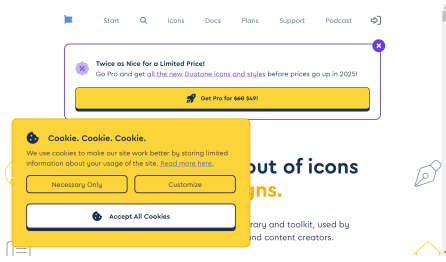 Start Icons Docs Plans Support Podcast
Twice as Nice for a Limited Price!
Go Pro and get all the new Duotone icons and styles before prices go up in 2025!
Get Pro for $60 $49!
Cookie. Cookie. Cookie.
We use cookies to make our site work better by storing limited
information about your usage of the site. Read more here.
Necessary Only Customize
Accept All Cookies
out of icons
gns.
rary and toolkit, used by
nd content creators.